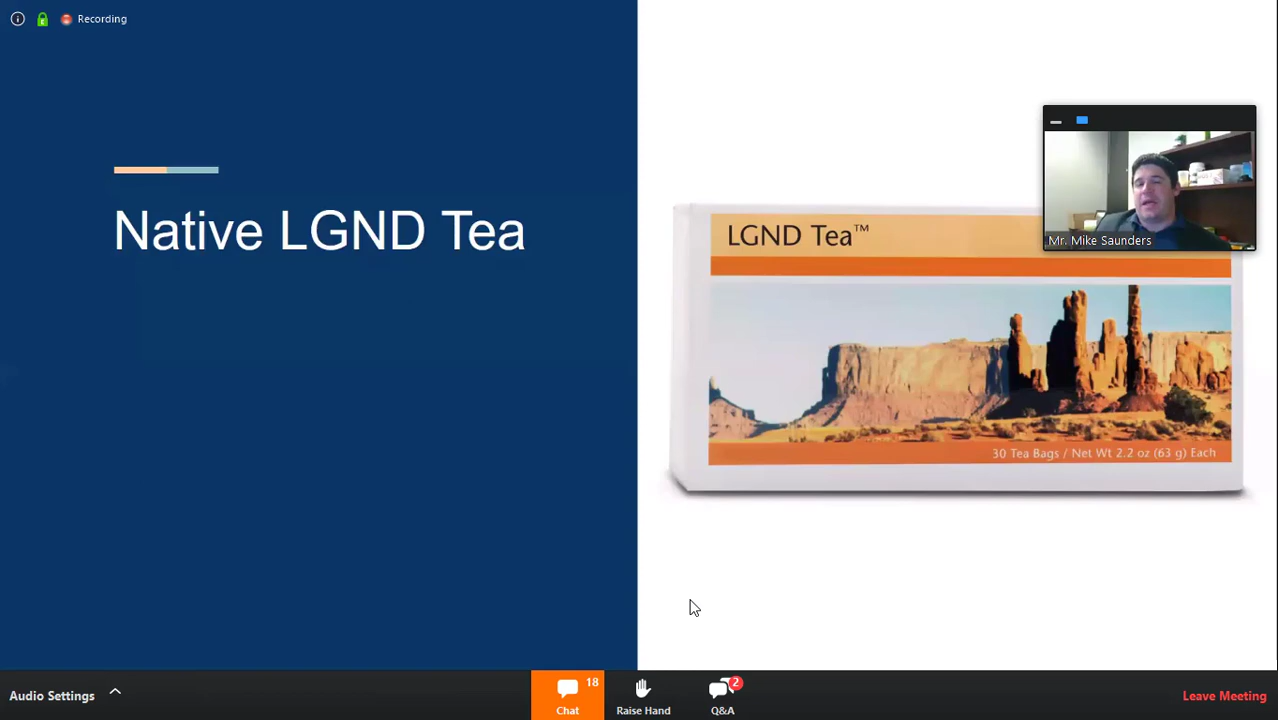 Recording
Native LGND Tea
LGND Tea™
Mr. Mike Saunders
30 Tea Bags / Net Wt 2.2 oz (63 g) Each
Audio Settings
18
Chat
Raise Hand
2
Q&A
Leave Meeting